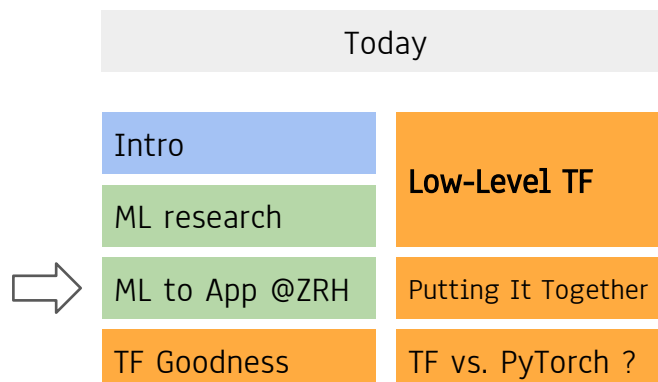 Today
Intro
ML research
ML to App @ZRH
TF Goodness
Low-Level TF
Putting It Together
TF vs. PyTorch ?